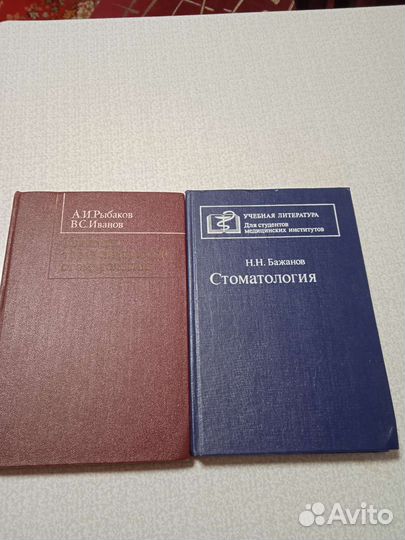 А.И.Рыбаков
В.С.Иванов
УЧЕБНАЯ ЛИТЕРАТУРА
Для студентов
медицинских институтов
Н.Н. Бажанов
Стоматология
Avito